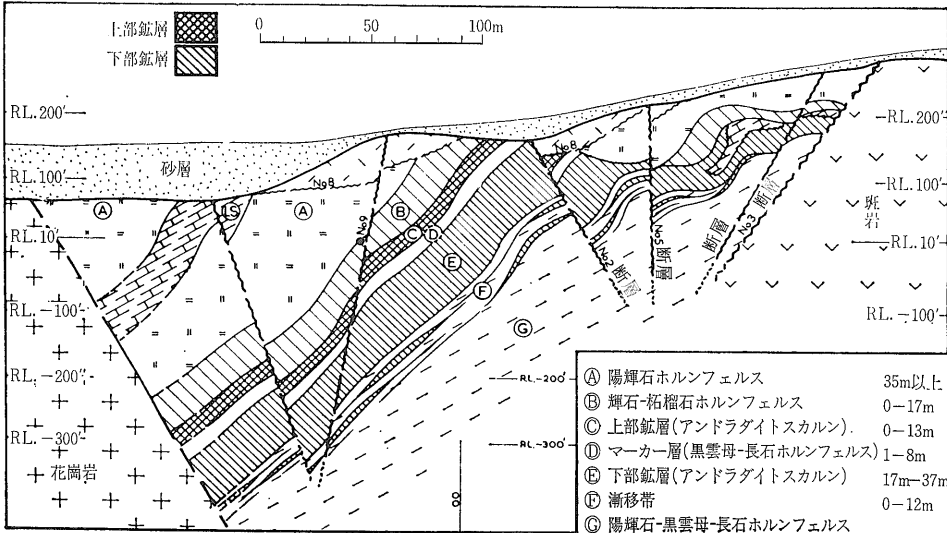 上部鉱層
下部鉱層
0 50 100m
RL.200'
RL.100'
RL.10'
RL.-100'
RL.-200'
RL.-300'
砂層
花崗岩
Ⓐ
LS
Ⓐ
No8
No9
Ⓑ
Ⓒ Ⓓ
Ⓔ
Ⓕ
Ⓖ
No8
No2 断層
No5 断層
断層
No3 断層
斑岩
RL.200'
RL.100'
RL.10'
RL.-100'
RL.-200'
RL.-300'
00
Ⓐ 陽輝石ホルンフェルス 35m以上
Ⓑ 輝石-柘榴石ホルンフェルス 0-17m
Ⓒ 上部鉱層(アンドラダイトスカルン). 0-13m
Ⓓ マーカー層(黒雲母-長石ホルンフェルス) 1-8m
Ⓔ 下部鉱層(アンドラダイトスカルン) 17m-37m
Ⓕ 漸移帯 0-12m
Ⓖ 陽輝石-黒雲母-長石ホルンフェルス